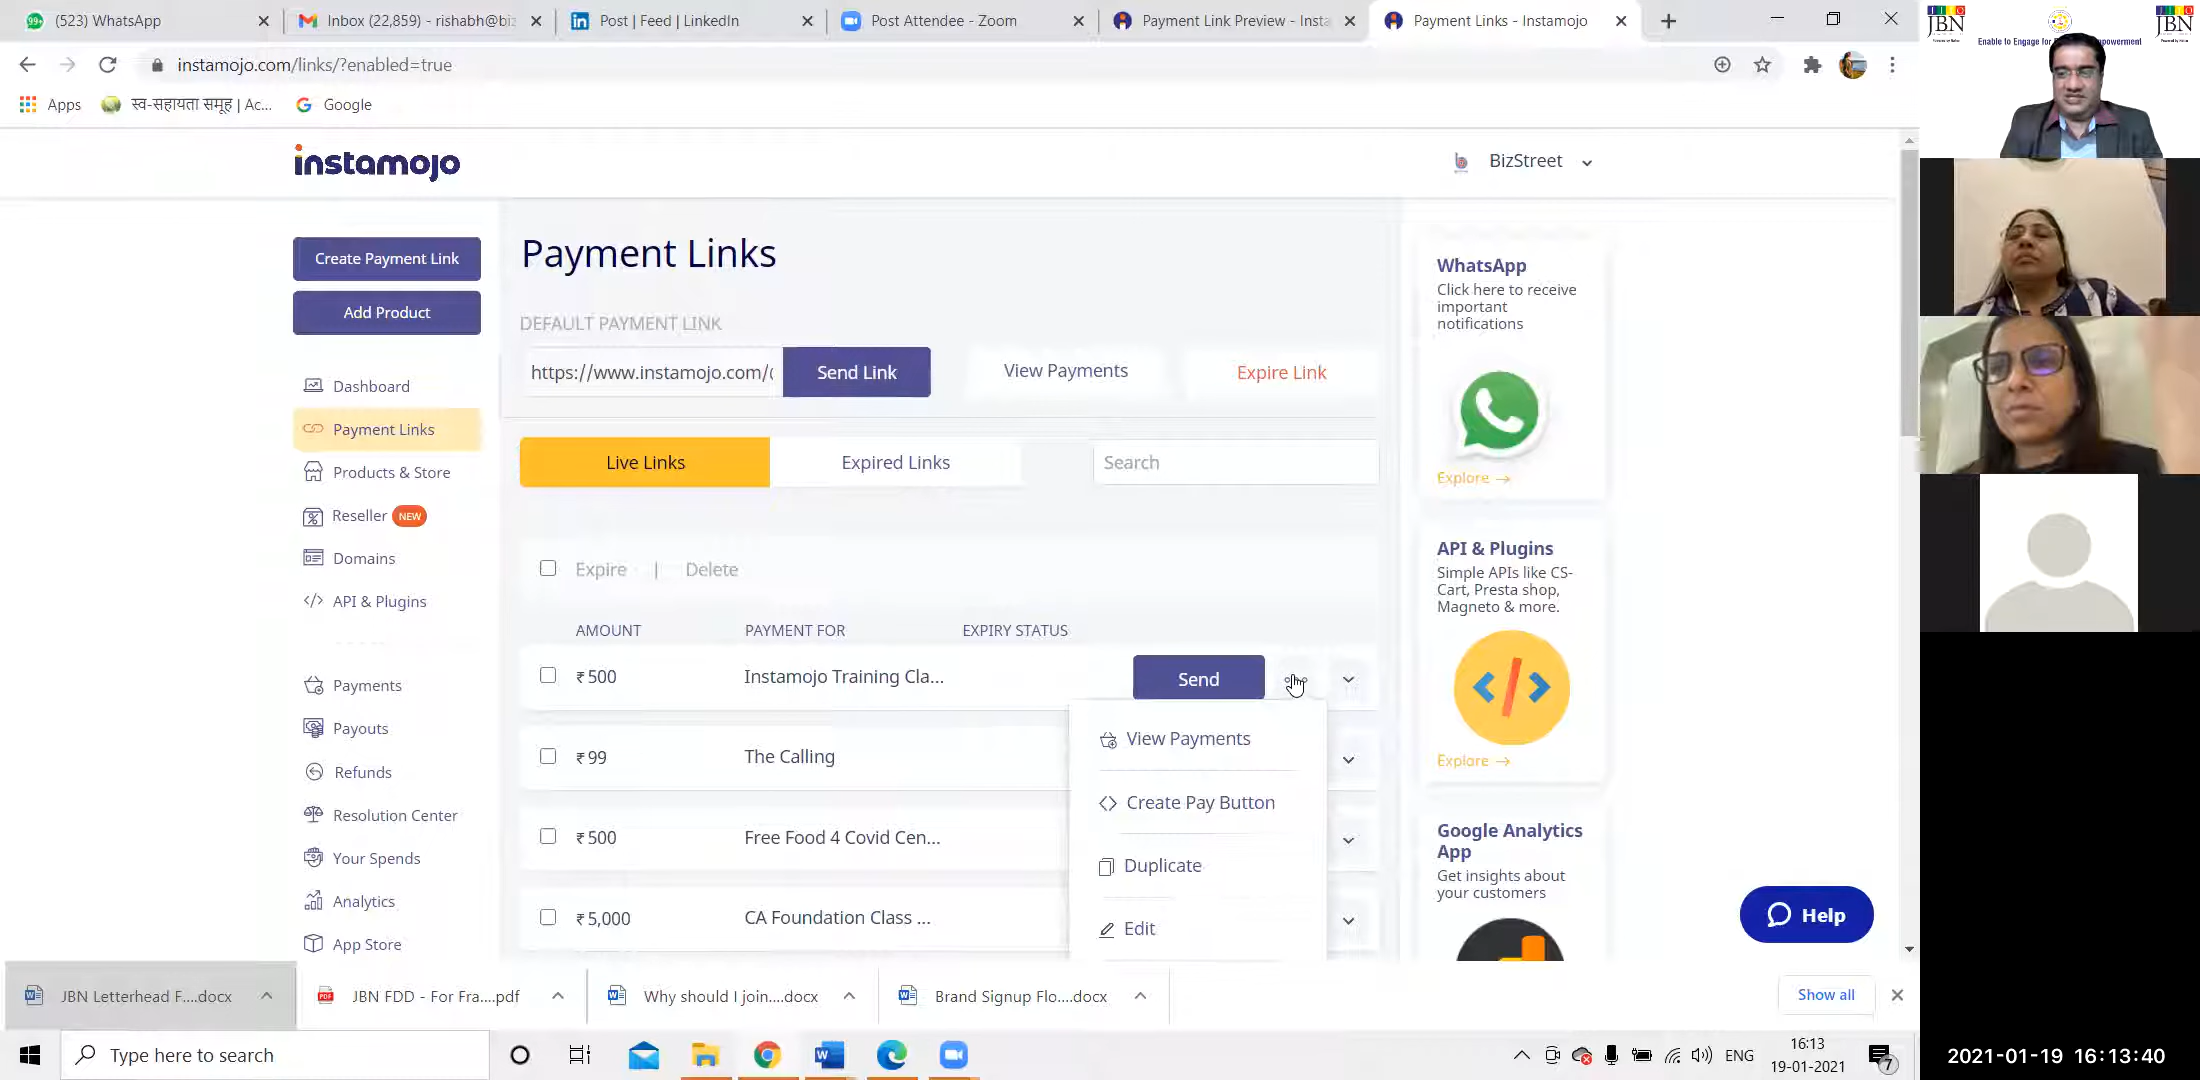 (523) WhatsApp
Inbox (22,859) - rishabh@biz
Post | Feed | LinkedIn
Post Attendee - Zoom
Payment Link Preview - Insta
Payment Links - Instamojo
instamojo.com/links/?enabled=true
Apps
स्व-सहायता समूह | Ac...
Google
JBN
JBN
instamojo
BizStreet
Create Payment Link
Add Product
Dashboard
Payment Links
Products & Store
Reseller NEW
Domains
API & Plugins
Payments
Payouts
Refunds
Resolution Center
Your Spends
Analytics
App Store
Payment Links
DEFAULT PAYMENT LINK
https://www.instamojo.com/(
Send Link
View Payments
Expire Link
Live Links
Expired Links
Search
Expire | Delete
AMOUNT PAYMENT FOR EXPIRY STATUS
₹ 500 Instamojo Training Cla... Send
₹ 99 The Calling
₹ 500 Free Food 4 Covid Cen...
₹ 5,000 CA Foundation Class ...
View Payments
Create Pay Button
Duplicate
Edit
WhatsApp
Click here to receive
important
notifications
Explore →
API & Plugins
Simple APIs like CS-
Cart, Presta shop,
Magneto & more.
Explore →
Google Analytics
App
Get insights about
your customers
Help
JBN Letterhead F....docx
JBN FDD - For Fra....pdf
Why should I join....docx
Brand Signup Flo....docx
Show all
Type here to search
ENG
16:13
19-01-2021
7
2021-01-19 16:13:40